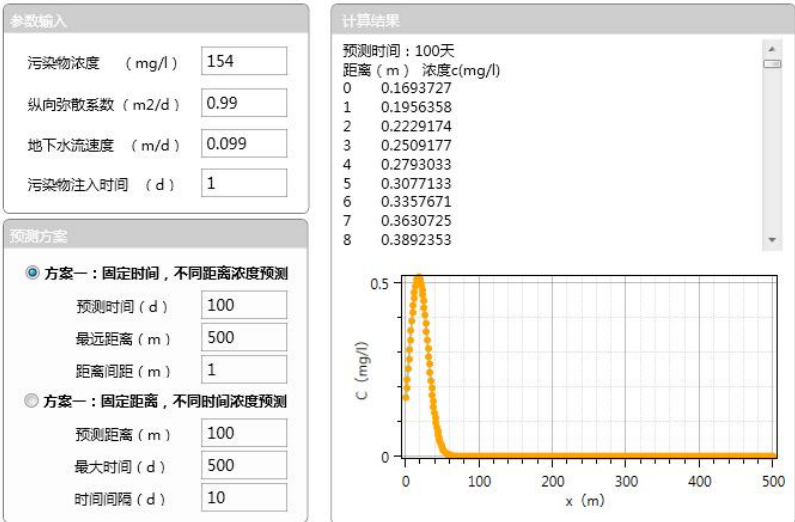 参数输入
污染物浓度 （mg/l） 154
纵向弥散系数（m2/d） 0.99
地下水流速度 （m/d） 0.099
污染物注入时间 （d） 1
预测方案
方案一：固定时间，不同距离浓度预测
预测时间（d） 100
最远距离（m） 500
距离间距（m） 1
方案一：固定距离，不同时间浓度预测
预测距离（m） 100
最大时间（d） 500
时间间隔（d） 10
计算结果
预测时间：100天
距离（m） 浓度c(mg/l)
0 0.1693727
1 0.1956358
2 0.2229174
3 0.2509177
4 0.2793033
5 0.3077133
6 0.3357671
7 0.3630725
8 0.3892353
0.5
C（mg/l）
0
0 100 200 300 400 500
x（m）